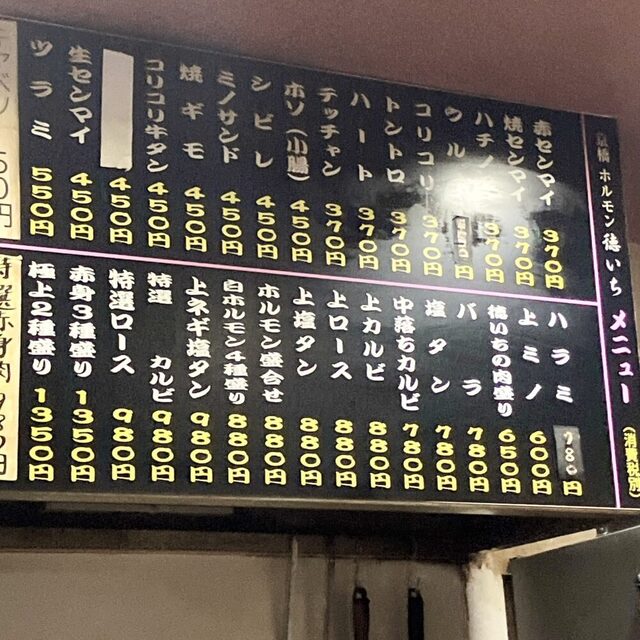 橋 ホルモン 徳いち メニュー
赤センマイ 370円
焼センマイ 370円
ハチノス 370円
ウル
コリコリ 370円
トントロ 370円
ハート 370円
テッチャン 370円
ホソ（小腸） 450円
シビレ 450円
ミノサンド 450円
焼ギモ 450円
コリコリ牛タン 450円
450円
生センマイ 450円
ツラミ 550円
ハラミ 780円
上ミノ 600円
徳いちの肉盛り 650円
バラ 780円
塩タン 780円
中落ちカルビ 780円
上カルビ 880円
上ロース 880円
上塩タン 880円
ホルモン盛合せ 880円
白ホルモン4種盛り 880円
上ネギ塩タン 980円
特選 カルビ 980円
特選ロース 980円
赤身3種盛り 1350円
極上2種盛り 1350円